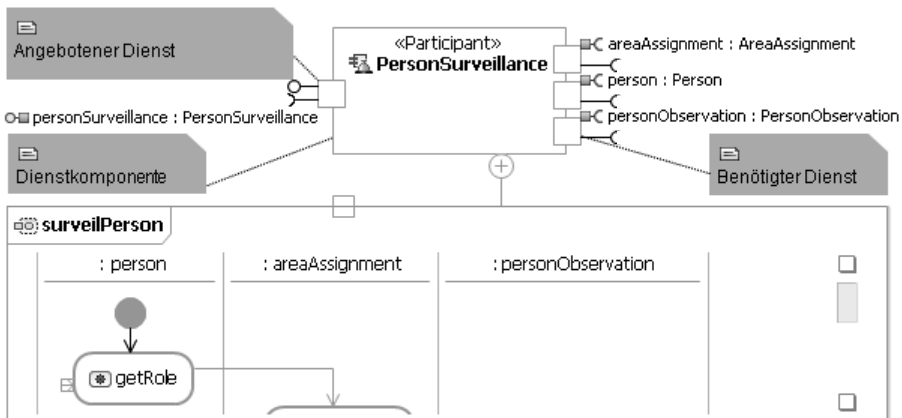 Angebotener Dienst
«Participant»
PersonSurveillance
areaAssignment : AreaAssignment
person : Person
personObservation : PersonObservation
personSurveillance : PersonSurveillance
Dienstkomponente
Benötigter Dienst
surveilPerson
: person
: areaAssignment
: personObservation
getRole